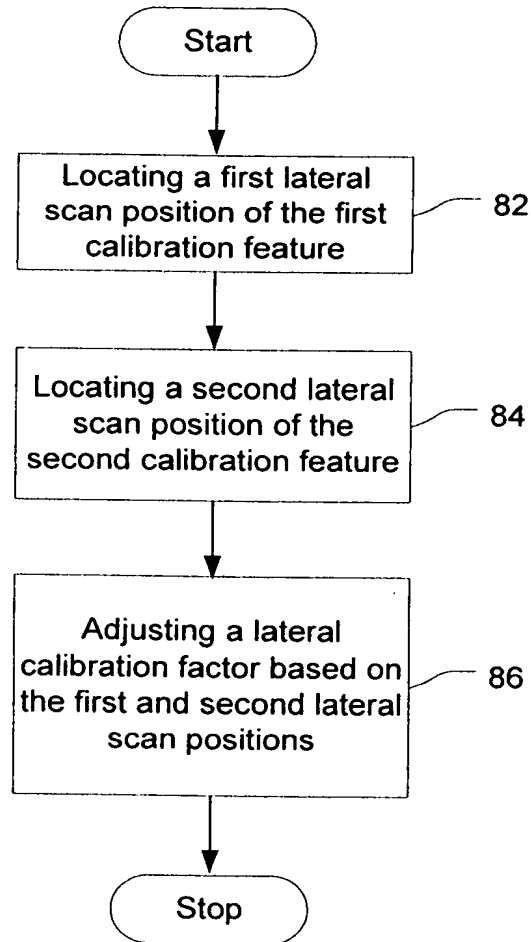 Start
Locating a first lateral
scan position of the first
calibration feature
82
Locating a second lateral
scan position of the
second calibration feature
84
Adjusting a lateral
calibration factor based on
the first and second lateral
scan positions
86
Stop